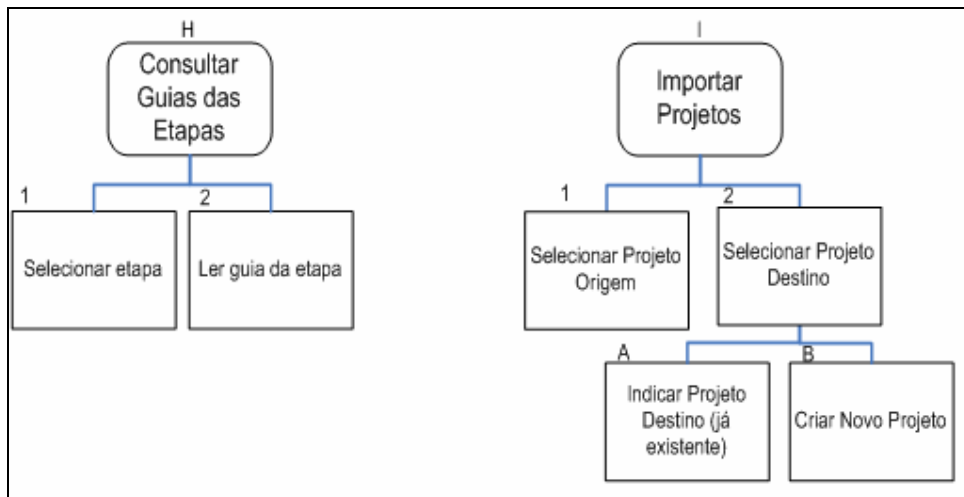 H
Consultar
Guias das
Etapas
1
2
Selecionar etapa
Ler guia da etapa
I
Importar
Projetos
1
2
Selecionar Projeto
Origem
Selecionar Projeto
Destino
A
B
Indicar Projeto
Destino (já
existente)
Criar Novo Projeto